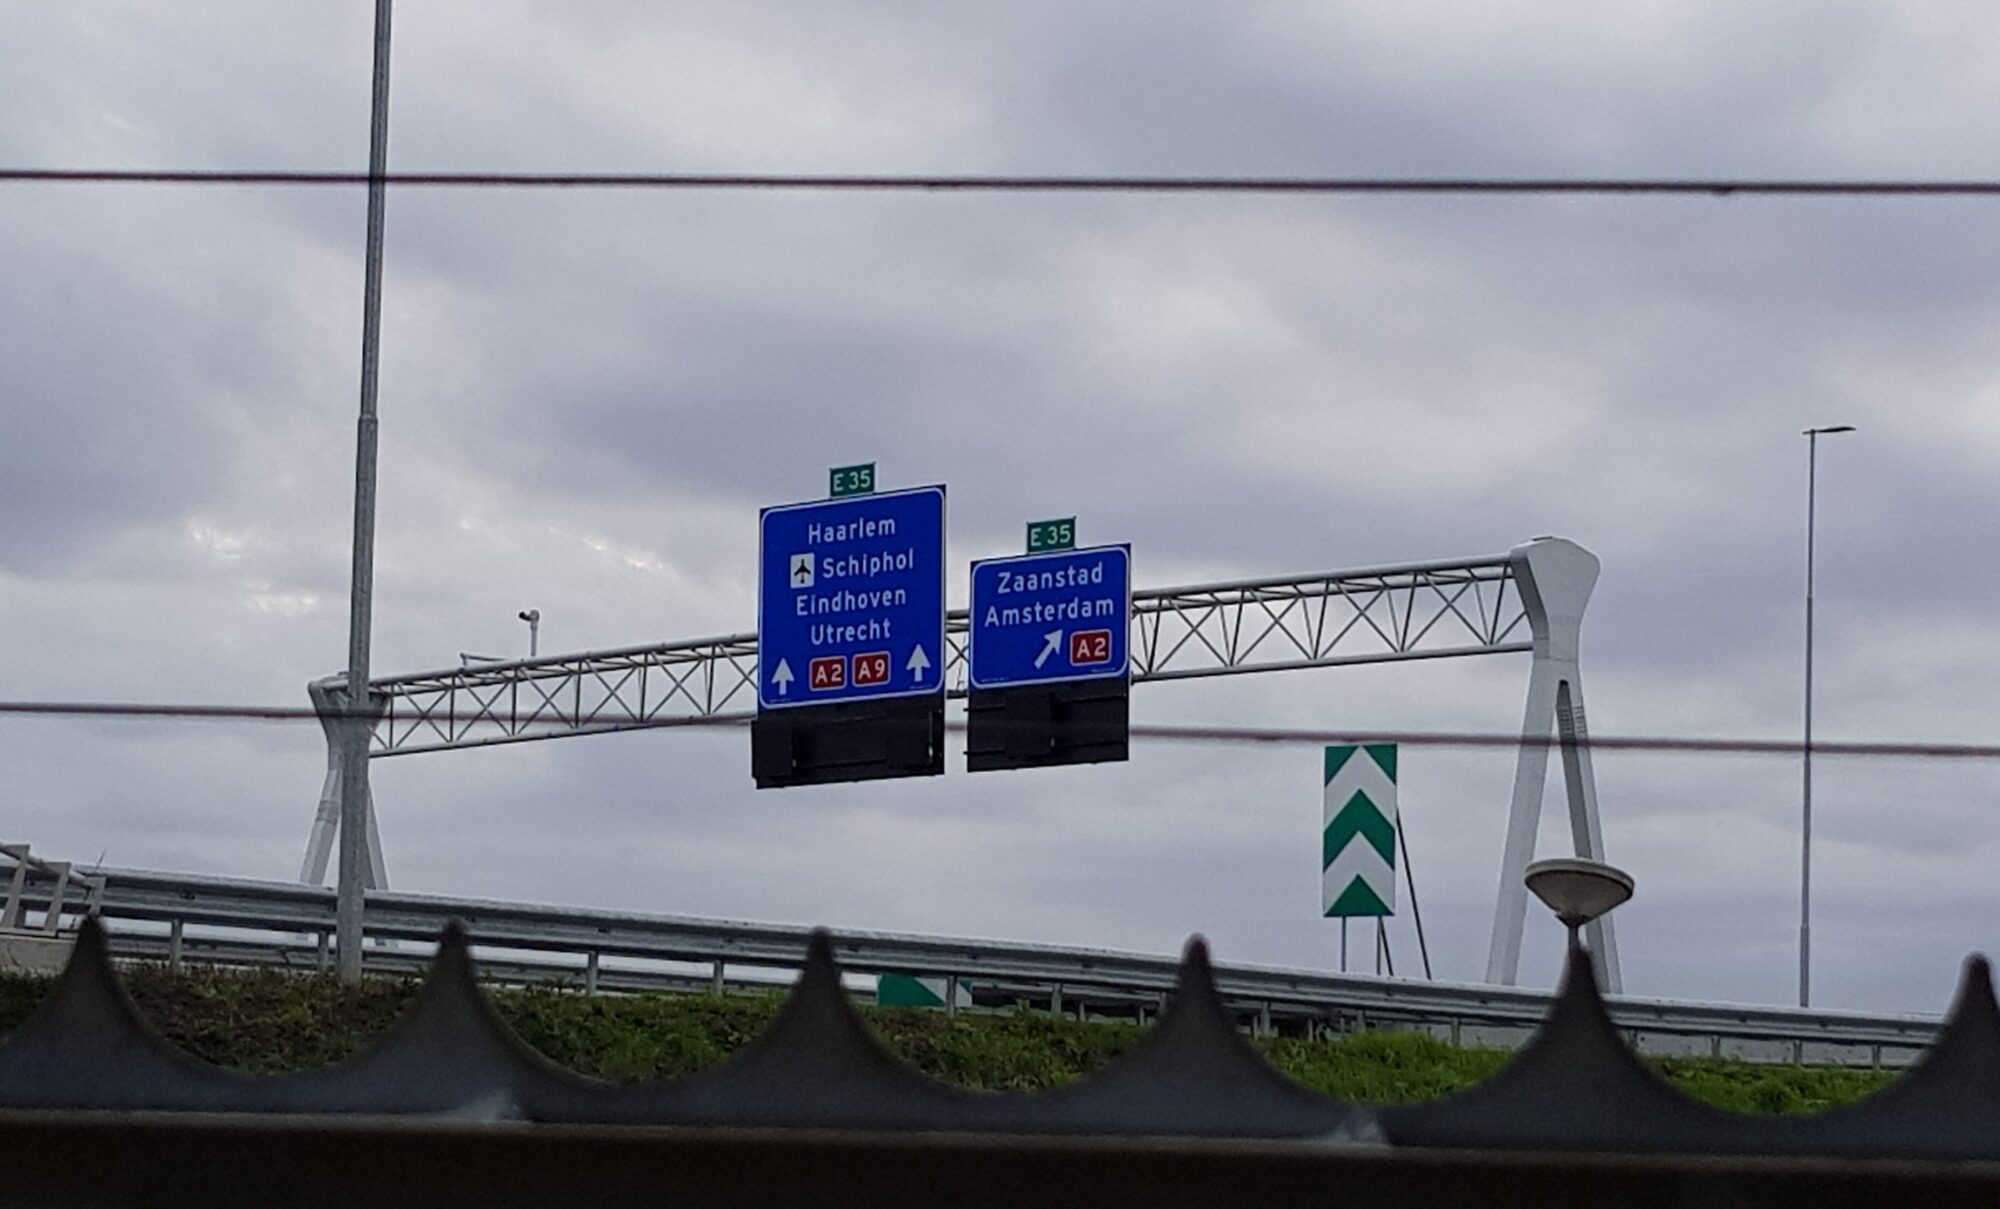 E 35
Haarlem
Schiphol
Eindhoven
Utrecht
A2 A9
E 35
Zaanstad
Amsterdam
A2